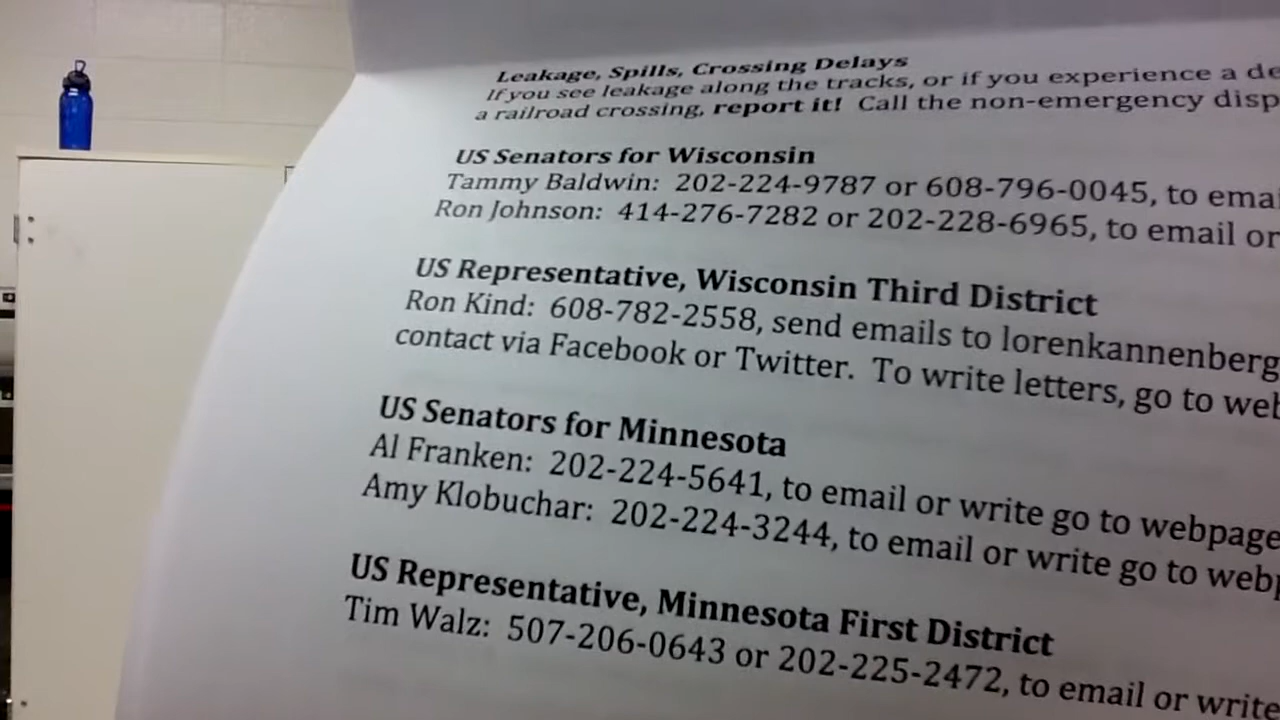 Leakage, Spills, Crossing Delays
If you see leakage along the tracks, or if you experience a
a railroad crossing, report it! Call the non-emergency
US Senators for Wisconsin
Tammy Baldwin: 202-224-9787 or 608-796-0045, to
Ron Johnson: 414-276-7282 or 202-228-6965, to email or
US Representative, Wisconsin Third District
Ron Kind: 608-782-2558, send emails to lorenkannenberg
contact via Facebook or Twitter. To write letters, go to
US Senators for Minnesota
Al Franken: 202-224-5641, to email or write go to webpage
Amy Klobuchar: 202-224-3244, to email or write go to
US Representative, Minnesota First District
Tim Walz: 507-206-0643 or 202-225-2472, to email or write